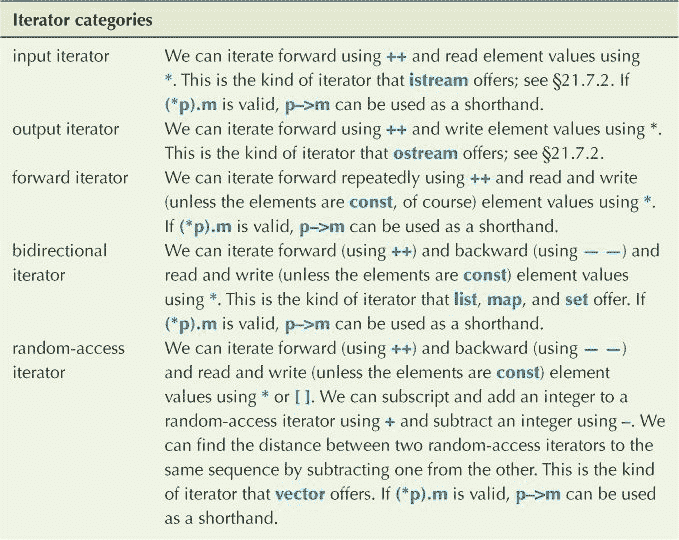 Iterator categories
input iterator We can iterate forward using ++ and read element values using
*. This is the kind of iterator that istream offers; see §21.7.2. If
(*p).m is valid, p–>m can be used as a shorthand.
output iterator We can iterate forward using ++ and write element values using *.
This is the kind of iterator that ostream offers; see §21.7.2.
forward iterator We can iterate forward repeatedly using ++ and read and write
(unless the elements are const, of course) element values using *.
If (*p).m is valid, p–>m can be used as a shorthand.
bidirectional We can iterate forward (using ++) and backward (using — —) and
iterator read and write (unless the elements are const) element values
using *. This is the kind of iterator that list, map, and set offer. If
(*p).m is valid, p–>m can be used as a shorthand.
random-access We can iterate forward (using ++) and backward (using — —)
iterator and read and write (unless the elements are const) element
values using * or [ ]. We can subscript and add an integer to a
random-access iterator using + and subtract an integer using –. We
can find the distance between two random-access iterators to the
same sequence by subtracting one from the other. This is the kind
of iterator that vector offers. If (*p).m is valid, p–>m can be used
as a shorthand.